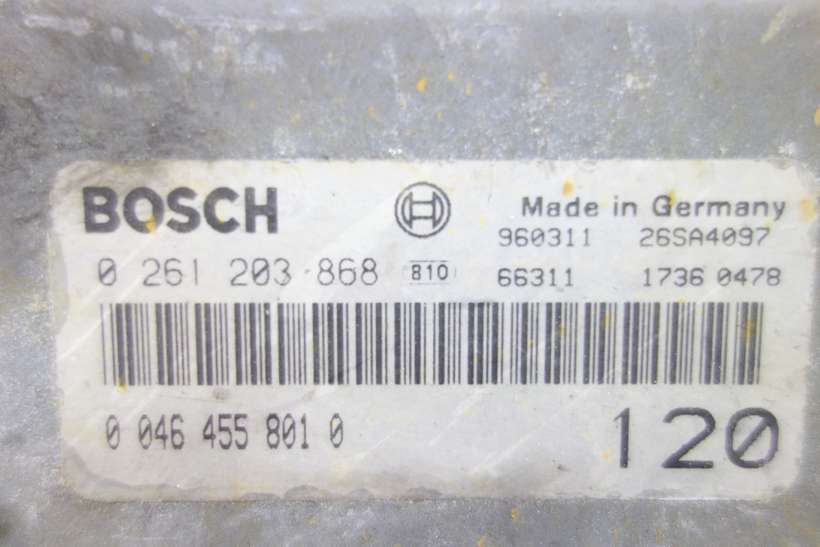 BOSCH
Made in Germany
960311 26SA4097
0 261 203 868 810
66311 1736 0478
0 046 455 801 0
120